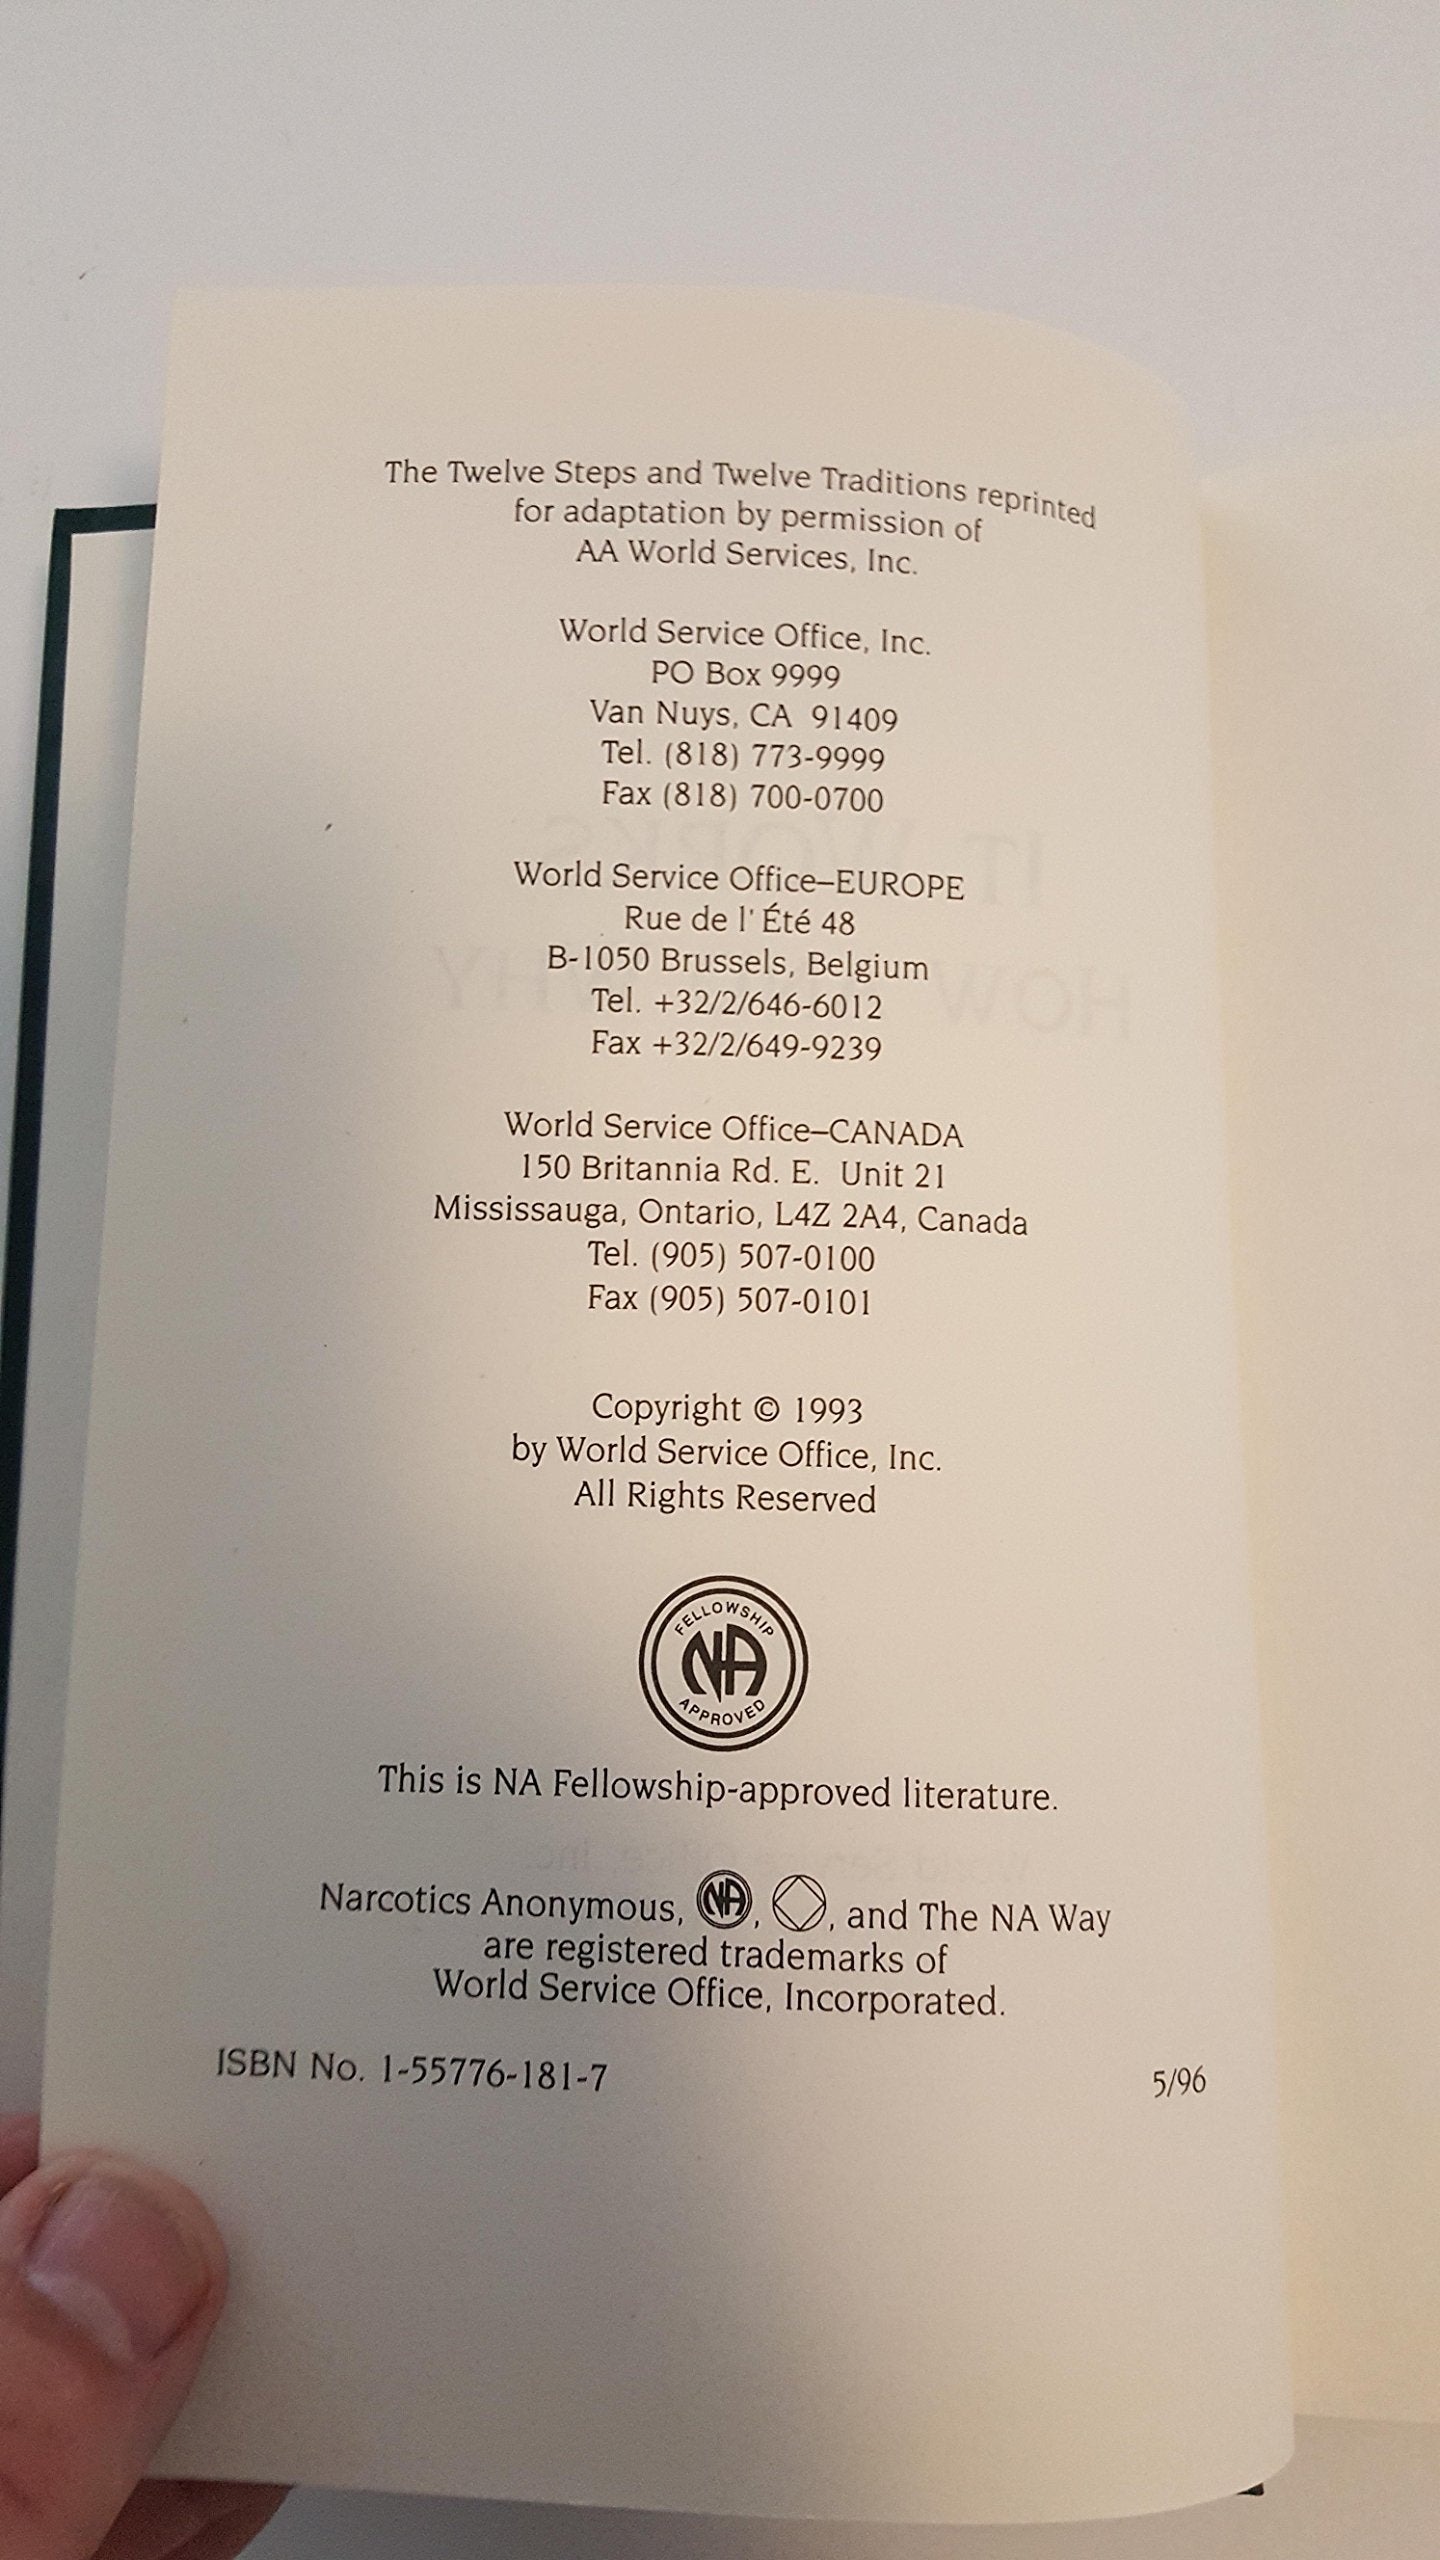 The Twelve Steps and Twelve Traditions reprinted
for adaptation by permission of
AA World Services, Inc.
World Service Office, Inc.
PO Box 9999
Van Nuys, CA 91409
Tel. (818) 773-9999
Fax (818) 700-0700
World Service Office–EUROPE
Rue de l'Été 48
B-1050 Brussels, Belgium
Tel. +32/2/646-6012
Fax +32/2/649-9239
World Service Office–CANADA
150 Britannia Rd. E. Unit 21
Mississauga, Ontario, L4Z 2A4, Canada
Tel. (905) 507-0100
Fax (905) 507-0101
Copyright © 1993
by World Service Office, Inc.
All Rights Reserved
FELLOWSHIP
NA
APPROVED
This is NA Fellowship-approved literature.
Narcotics Anonymous, NA, , and The NA Way
are registered trademarks of
World Service Office, Incorporated.
ISBN No. 1-55776-181-7 5/96